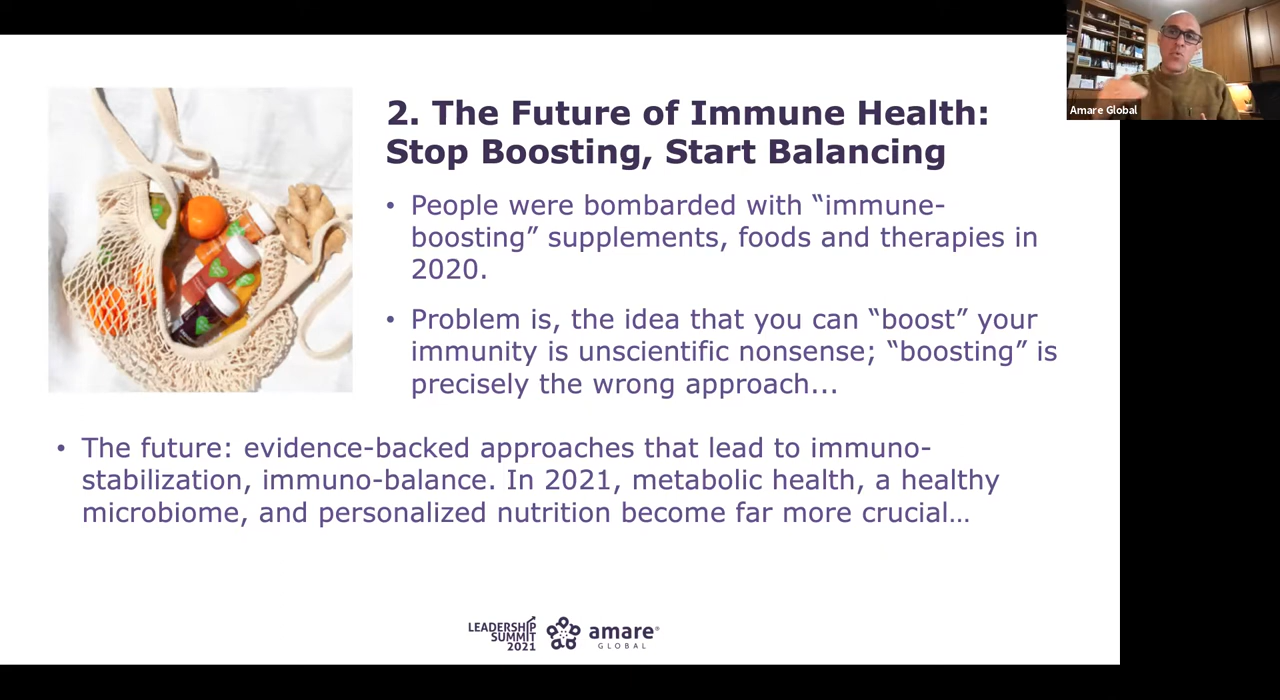 Amare Global
2. The Future of Immune Health:
Stop Boosting, Start Balancing
• People were bombarded with “immune-
boosting” supplements, foods and therapies in
2020.
• Problem is, the idea that you can “boost” your
immunity is unscientific nonsense; “boosting” is
precisely the wrong approach...
• The future: evidence-backed approaches that lead to immuno-
stabilization, immuno-balance. In 2021, metabolic health, a healthy
microbiome, and personalized nutrition become far more crucial…
LEADERSHIP
SUMMIT
2021
amare®
GLOBAL